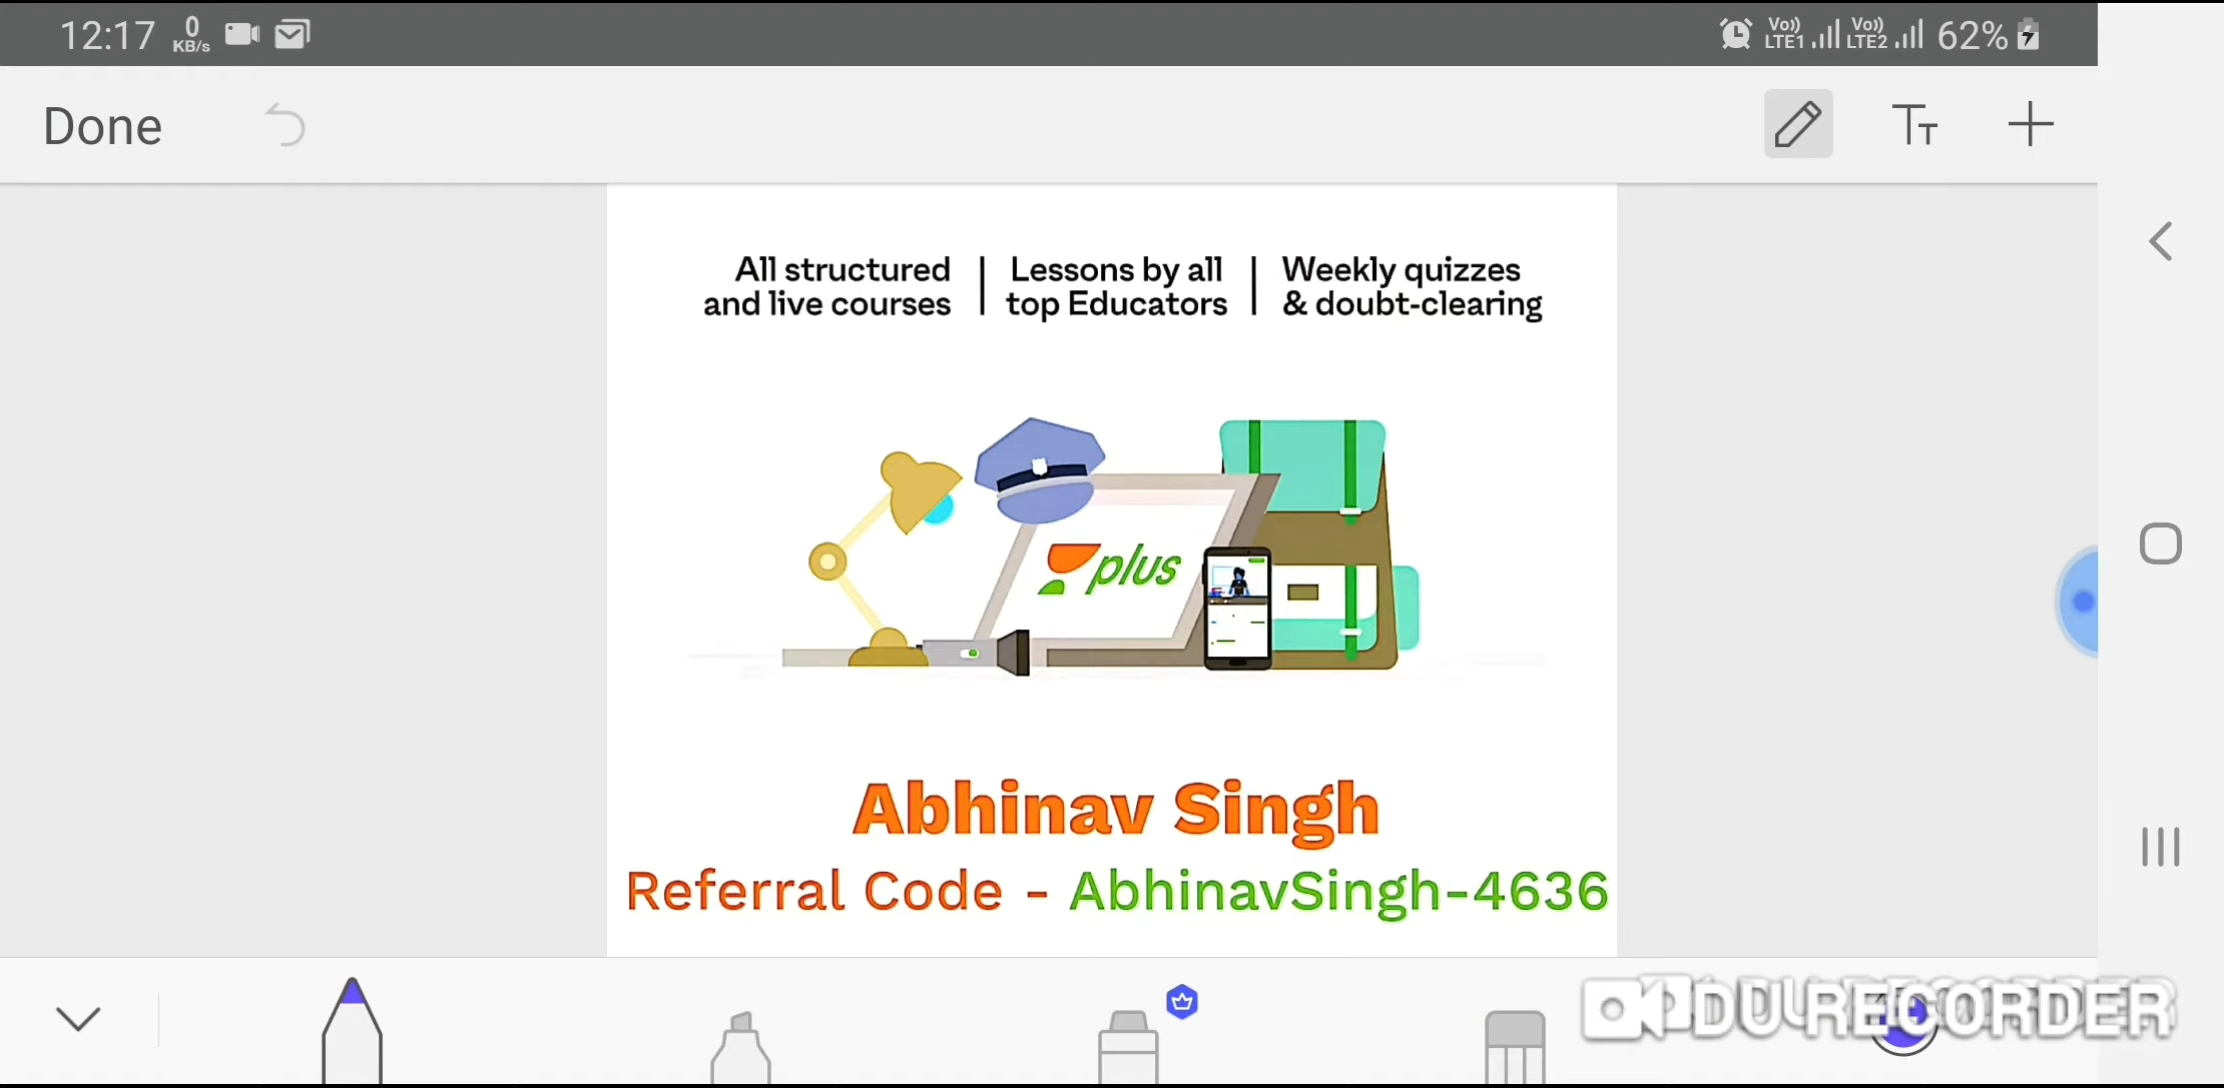 12:17
0
KB/s
Vo))
LTE1
Vo))
LTE2
62%
Done
TT
All structured
and live courses
Lessons by all
top Educators
Weekly quizzes
& doubt-clearing
plus
Abhinav Singh
Referral Code - AbhinavSingh-4636
DU RECORDER